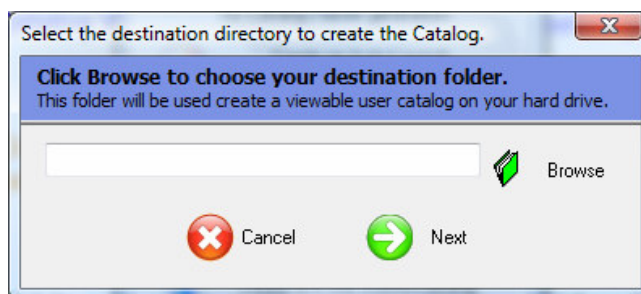 Select the destination directory to create the Catalog.
Click Browse to choose your destination folder.
This folder will be used create a viewable user catalog on your hard drive.
Browse
Cancel
Next